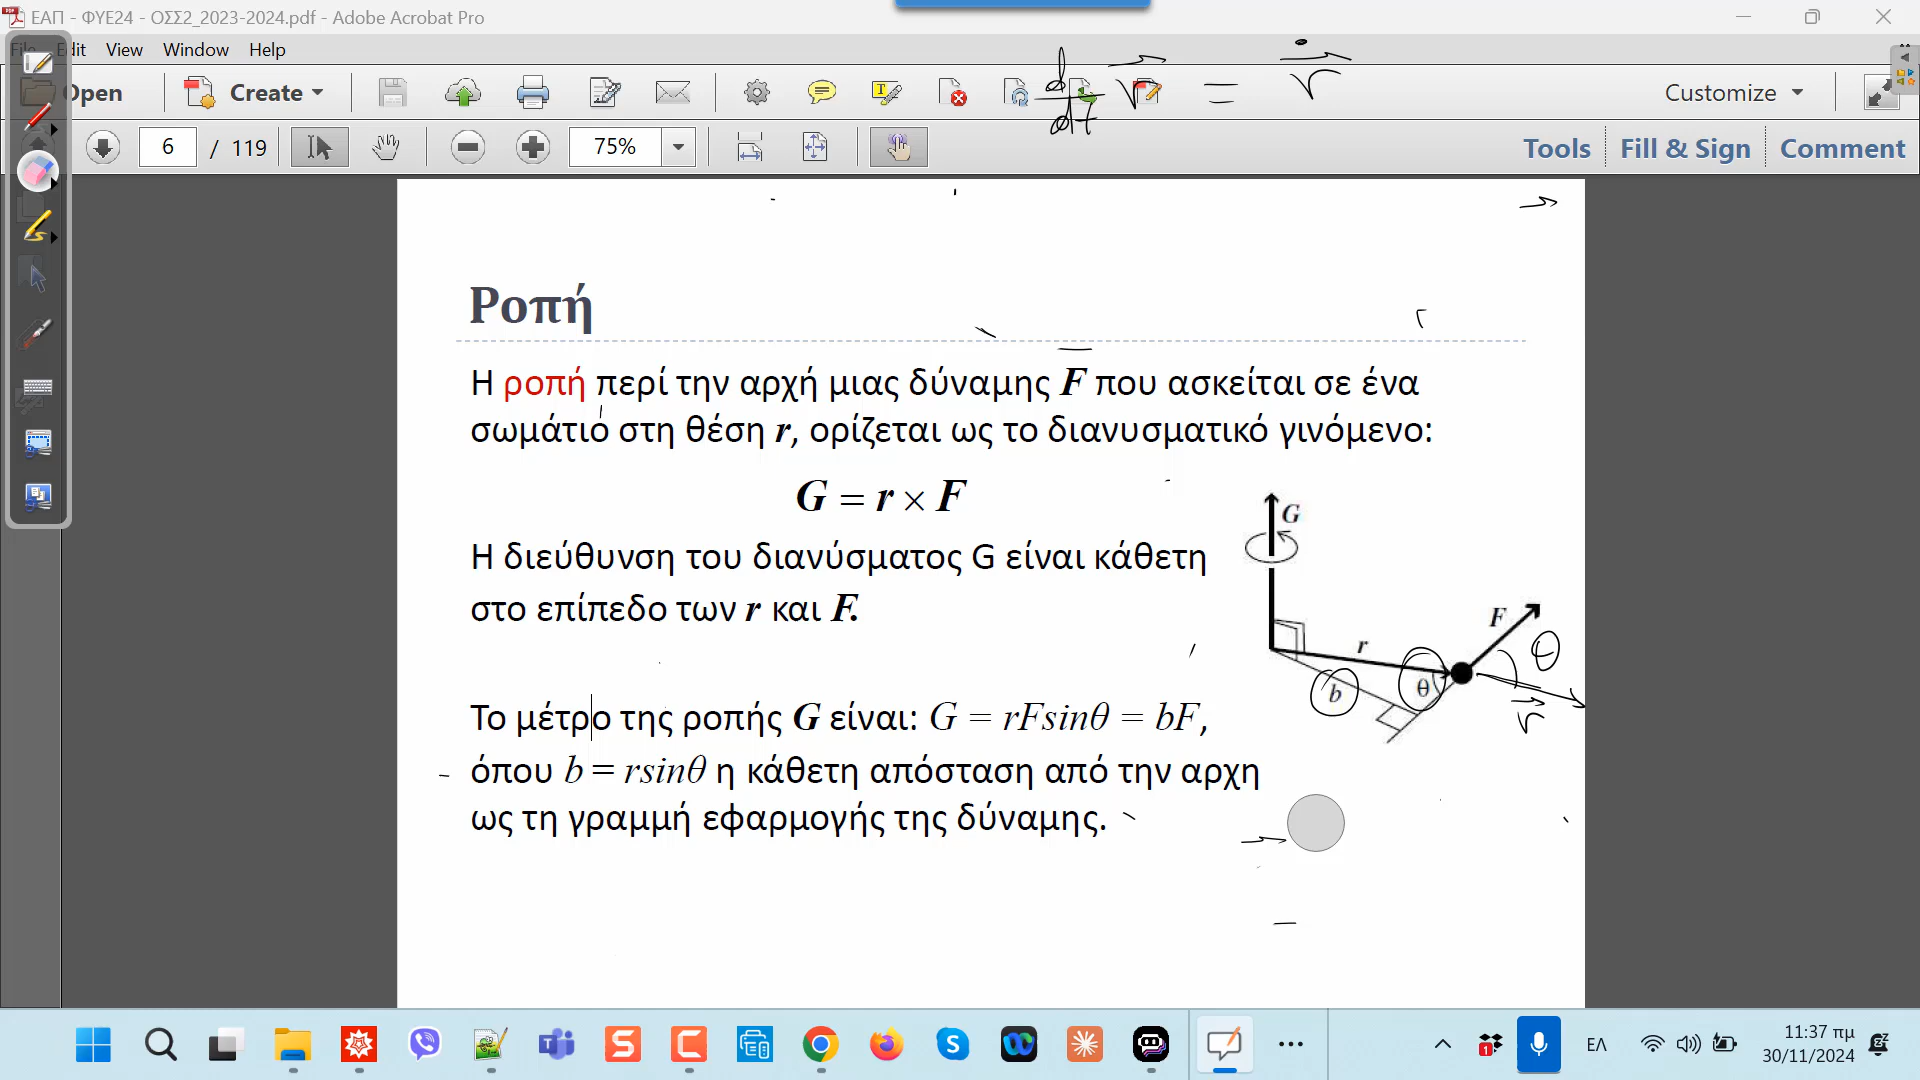 ΕΑΠ - ΦΥΕ24 - ΟΣΣ2_2023-2024.pdf - Adobe Acrobat Pro
File Edit View Window Help
Open Create Customize
6 / 119 75% Tools Fill & Sign Comment
d/dt r = ṙ
Ροπή
Η ροπή περί την αρχή μιας δύναμης F που ασκείται σε ένα
σωμάτιο στη θέση r, ορίζεται ως το διανυσματικό γινόμενο:
G = r × F
Η διεύθυνση του διανύσματος G είναι κάθετη
στο επίπεδο των r και F.
Το μέτρο της ροπής G είναι: G = rFsinθ = bF,
όπου b = rsinθ η κάθετη απόσταση από την αρχη
ως τη γραμμή εφαρμογής της δύναμης.
G
F
θ
r
b
θ
r
ΕΛ
11:37 πμ
30/11/2024